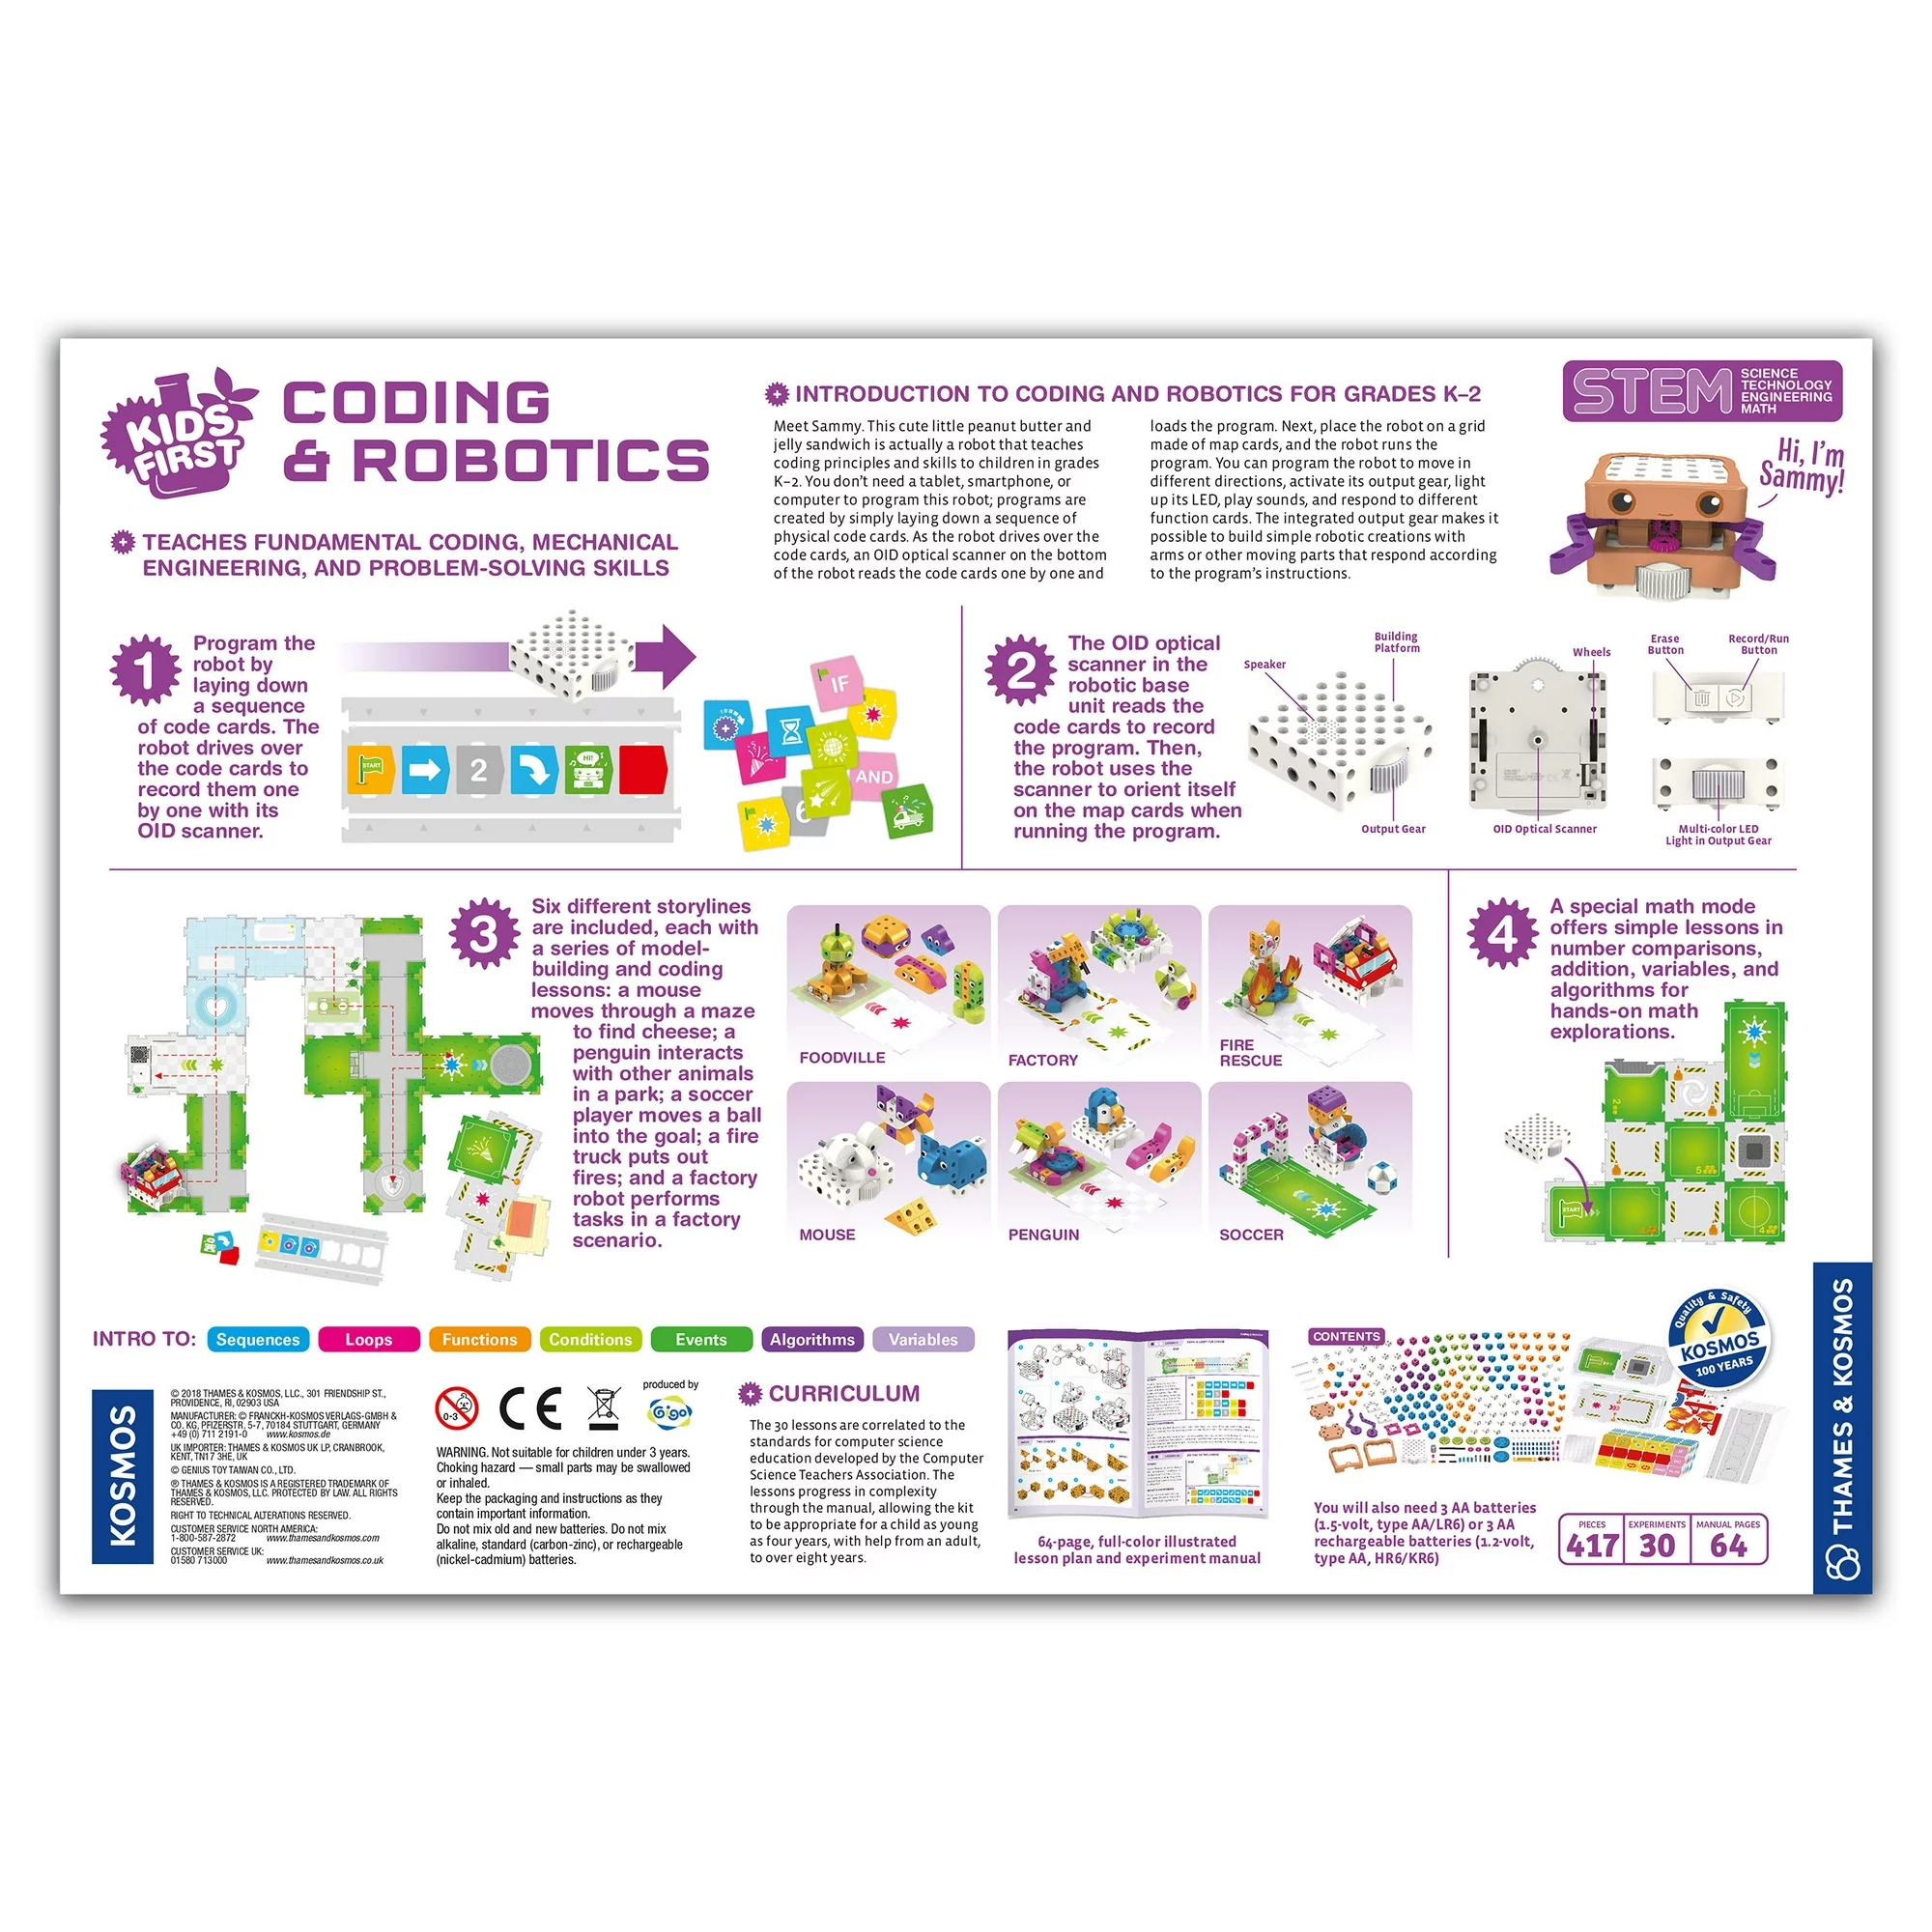 KIDS
FIRST
CODING
& ROBOTICS
TEACHES FUNDAMENTAL CODING, MECHANICAL
ENGINEERING, AND PROBLEM-SOLVING SKILLS
INTRODUCTION TO CODING AND ROBOTICS FOR GRADES K–2
Meet Sammy. This cute little peanut butter and
jelly sandwich is actually a robot that teaches
coding principles and skills to children in grades
K–2. You don't need a tablet, smartphone, or
computer to program this robot; programs are
created by simply laying down a sequence of
physical code cards. As the robot drives over the
code cards, an OID optical scanner on the bottom
of the robot reads the code cards one by one and
loads the program. Next, place the robot on a grid
made of map cards, and the robot runs the
program. You can program the robot to move in
different directions, activate its output gear, light
up its LED, play sounds, and respond to different
function cards. The integrated output gear makes it
possible to build simple robotic creations with
arms or other moving parts that respond according
to the program's instructions.
STEM
SCIENCE
TECHNOLOGY
ENGINEERING
MATH
Hi, I'm
Sammy!
1
Program the
robot by
laying down
a sequence
of code cards. The
robot drives over
the code cards to
record them one
by one with its
OID scanner.
START
2
HI!
IF
AND
6
2
The OID optical
scanner in the
robotic base
unit reads the
code cards to record
the program. Then,
the robot uses the
scanner to orient itself
on the map cards when
running the program.
Speaker
Building
Platform
Output Gear
Wheels
OID Optical Scanner
Erase
Button
Record/Run
Button
Multi-color LED
Light in Output Gear
3
Six different storylines
are included, each with
a series of model-
building and coding
lessons: a mouse
moves through a maze
to find cheese; a
penguin interacts
with other animals
in a park; a soccer
player moves a ball
into the goal; a fire
truck puts out
fires; and a factory
robot performs
tasks in a factory
scenario.
FOODVILLE
FACTORY
FIRE
RESCUE
MOUSE
PENGUIN
SOCCER
4
A special math mode
offers simple lessons in
number comparisons,
addition, variables, and
algorithms for
hands-on math
explorations.
2
5
START
4
INTRO TO:
Sequences
Loops
Functions
Conditions
Events
Algorithms
Variables
KOSMOS
© 2018 THAMES & KOSMOS, LLC., 301 FRIENDSHIP ST.,
PROVIDENCE, RI, 02903 USA
MANUFACTURER: © FRANCKH-KOSMOS VERLAGS-GMBH &
CO. KG, PFIZERSTR. 5-7, 70184 STUTTGART, GERMANY
+49 (0) 711 2191-0 www.kosmos.de
UK IMPORTER: THAMES & KOSMOS UK LP, CRANBROOK,
KENT, TN17 3HE, UK
© GENIUS TOY TAIWAN CO., LTD.
® THAMES & KOSMOS IS A REGISTERED TRADEMARK OF
THAMES & KOSMOS, LLC. PROTECTED BY LAW. ALL RIGHTS
RESERVED.
RIGHT TO TECHNICAL ALTERATIONS RESERVED.
CUSTOMER SERVICE NORTH AMERICA:
1-800-587-2872 www.thamesandkosmos.com
CUSTOMER SERVICE UK:
01580 713000 www.thamesandkosmos.co.uk
0-3
CE
produced by
Gigo
WARNING. Not suitable for children under 3 years.
Choking hazard — small parts may be swallowed
or inhaled.
Keep the packaging and instructions as they
contain important information.
Do not mix old and new batteries. Do not mix
alkaline, standard (carbon-zinc), or rechargeable
(nickel-cadmium) batteries.
CURRICULUM
The 30 lessons are correlated to the
standards for computer science
education developed by the Computer
Science Teachers Association. The
lessons progress in complexity
through the manual, allowing the kit
to be appropriate for a child as young
as four years, with help from an adult,
to over eight years.
64-page, full-color illustrated
lesson plan and experiment manual
CONTENTS
Quality & Safety
KOSMOS
100 YEARS
You will also need 3 AA batteries
(1.5-volt, type AA/LR6) or 3 AA
rechargeable batteries (1.2-volt,
type AA, HR6/KR6)
PIECES
417
EXPERIMENTS
30
MANUAL PAGES
64
THAMES & KOSMOS